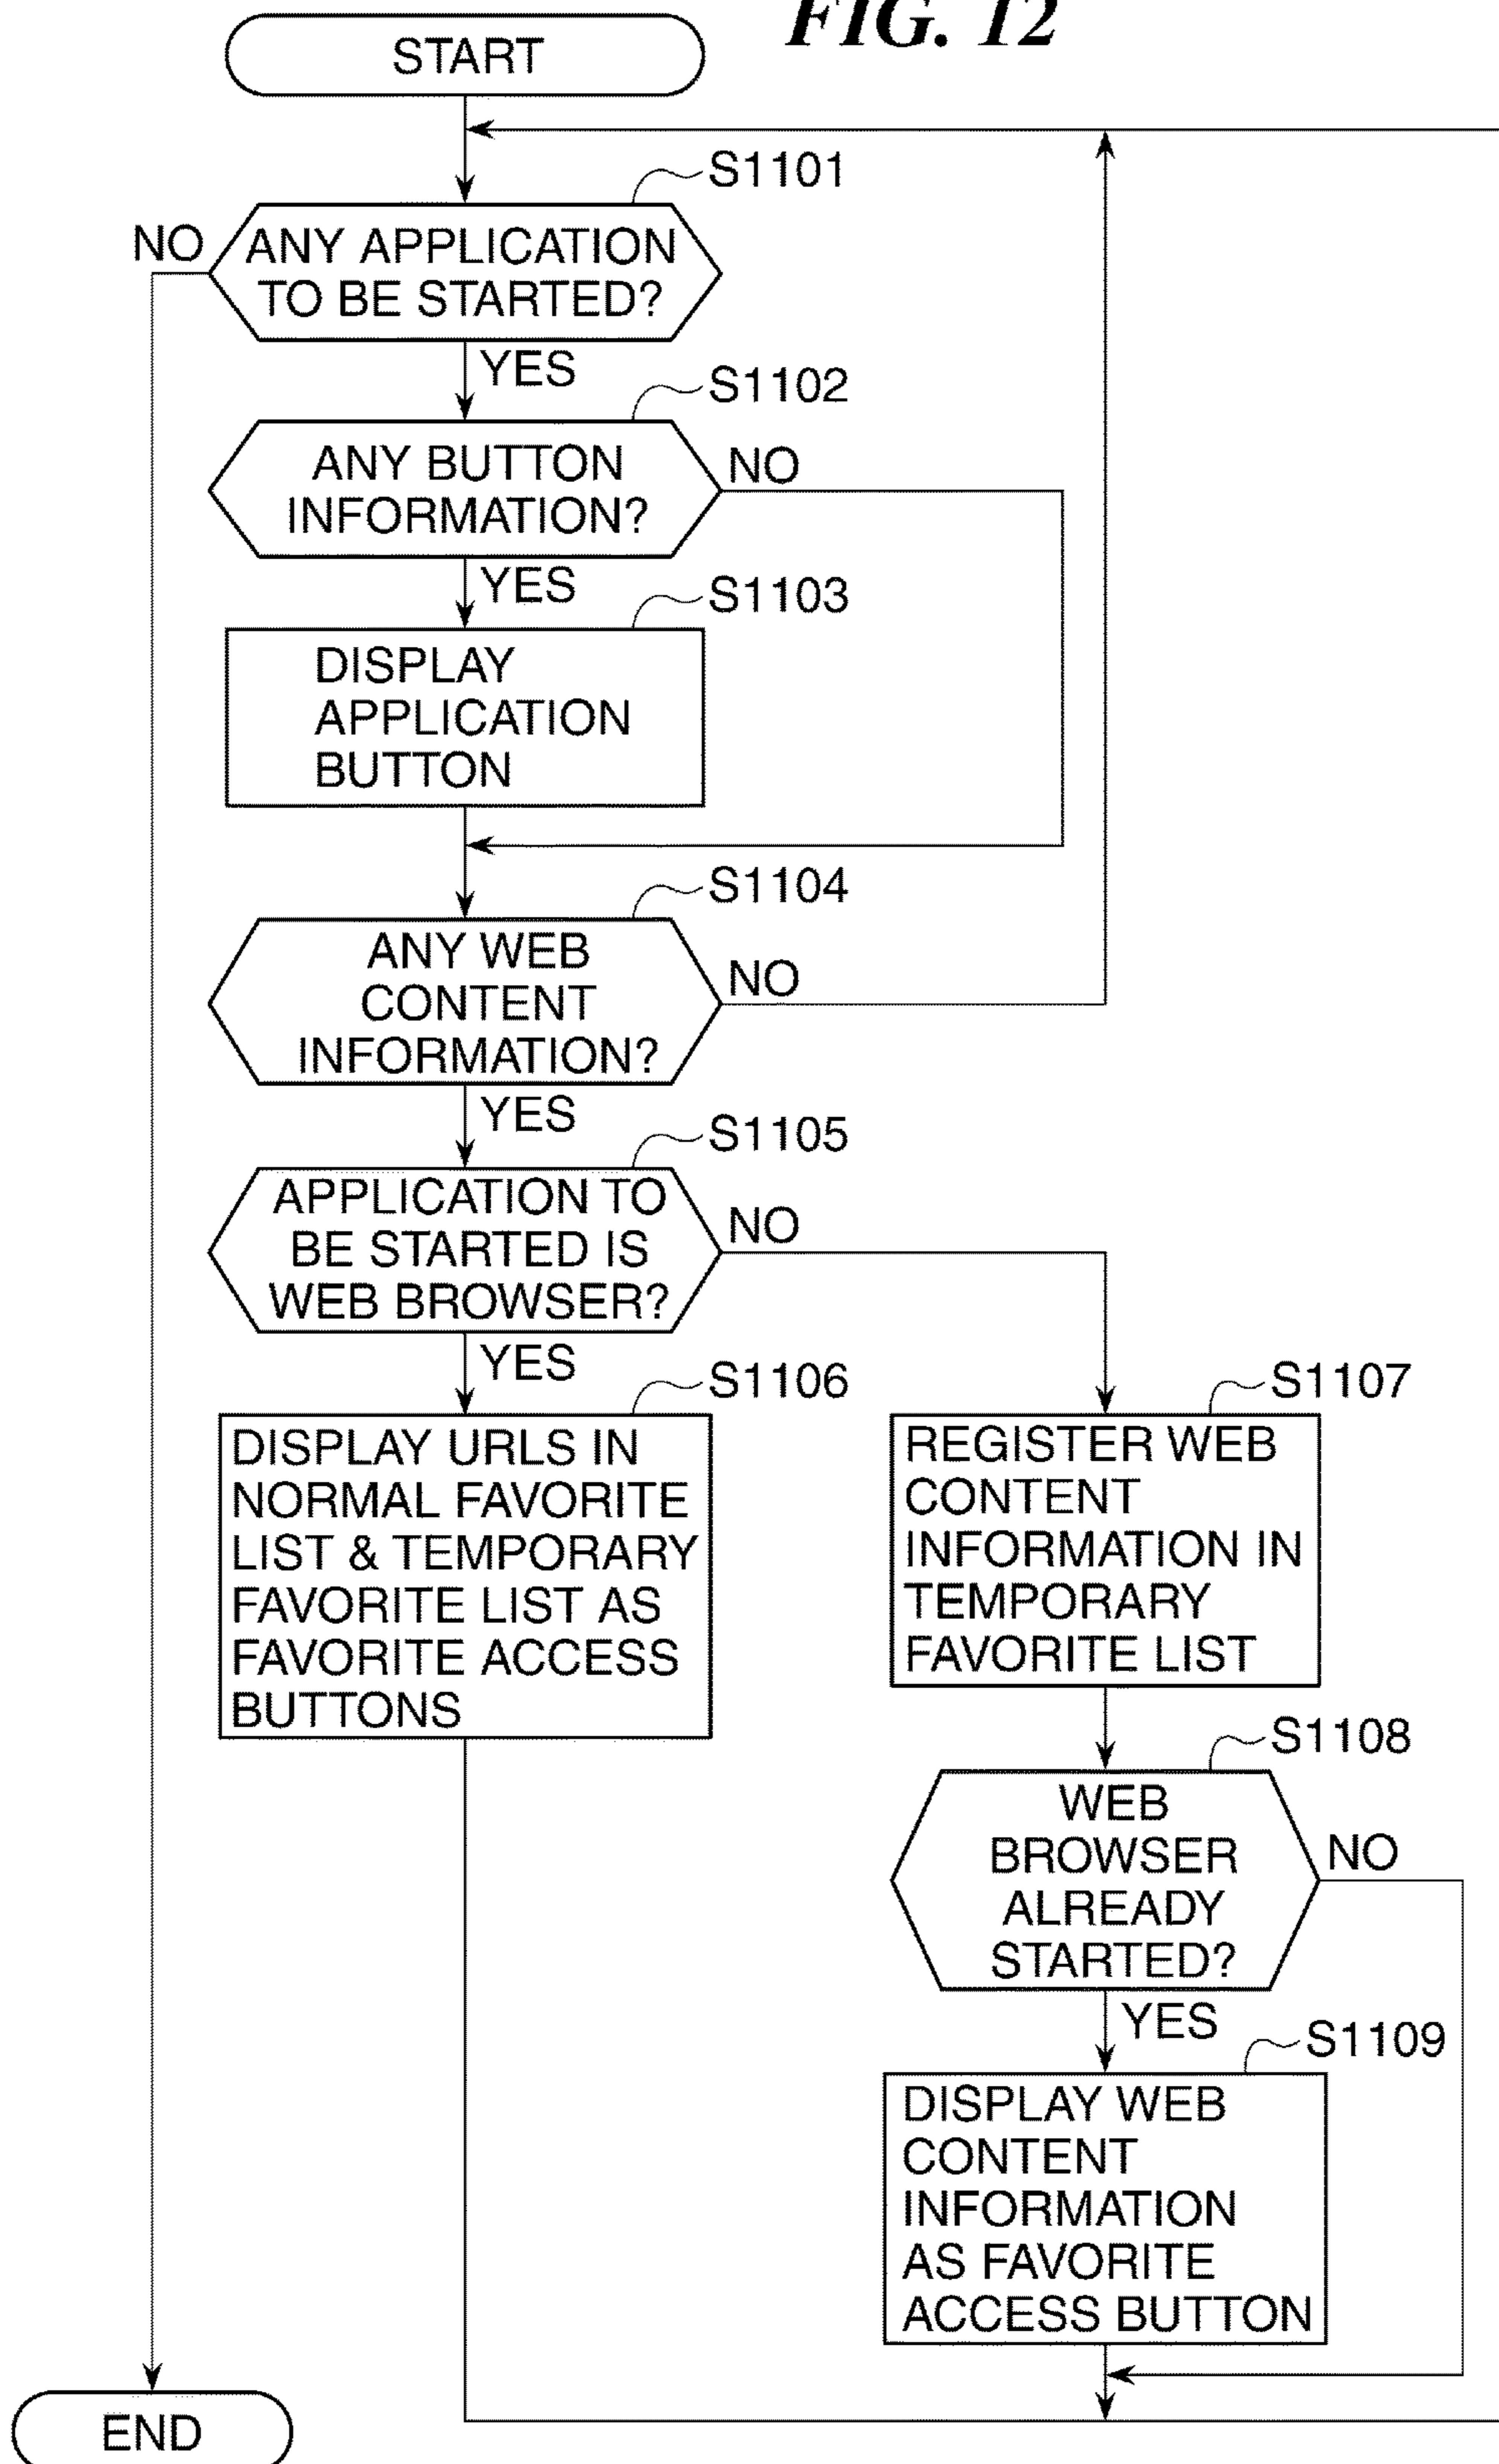 FIG. 12
START
S1101
NO
ANY APPLICATION
TO BE STARTED?
YES
S1102
ANY BUTTON
INFORMATION?
NO
YES
S1103
DISPLAY
APPLICATION
BUTTON
S1104
ANY WEB
CONTENT
INFORMATION?
NO
YES
S1105
APPLICATION TO
BE STARTED IS
WEB BROWSER?
NO
YES
S1106
DISPLAY URLS IN
NORMAL FAVORITE
LIST & TEMPORARY
FAVORITE LIST AS
FAVORITE ACCESS
BUTTONS
S1107
REGISTER WEB
CONTENT
INFORMATION IN
TEMPORARY
FAVORITE LIST
S1108
WEB
BROWSER
ALREADY
STARTED?
NO
YES
S1109
DISPLAY WEB
CONTENT
INFORMATION
AS FAVORITE
ACCESS BUTTON
END